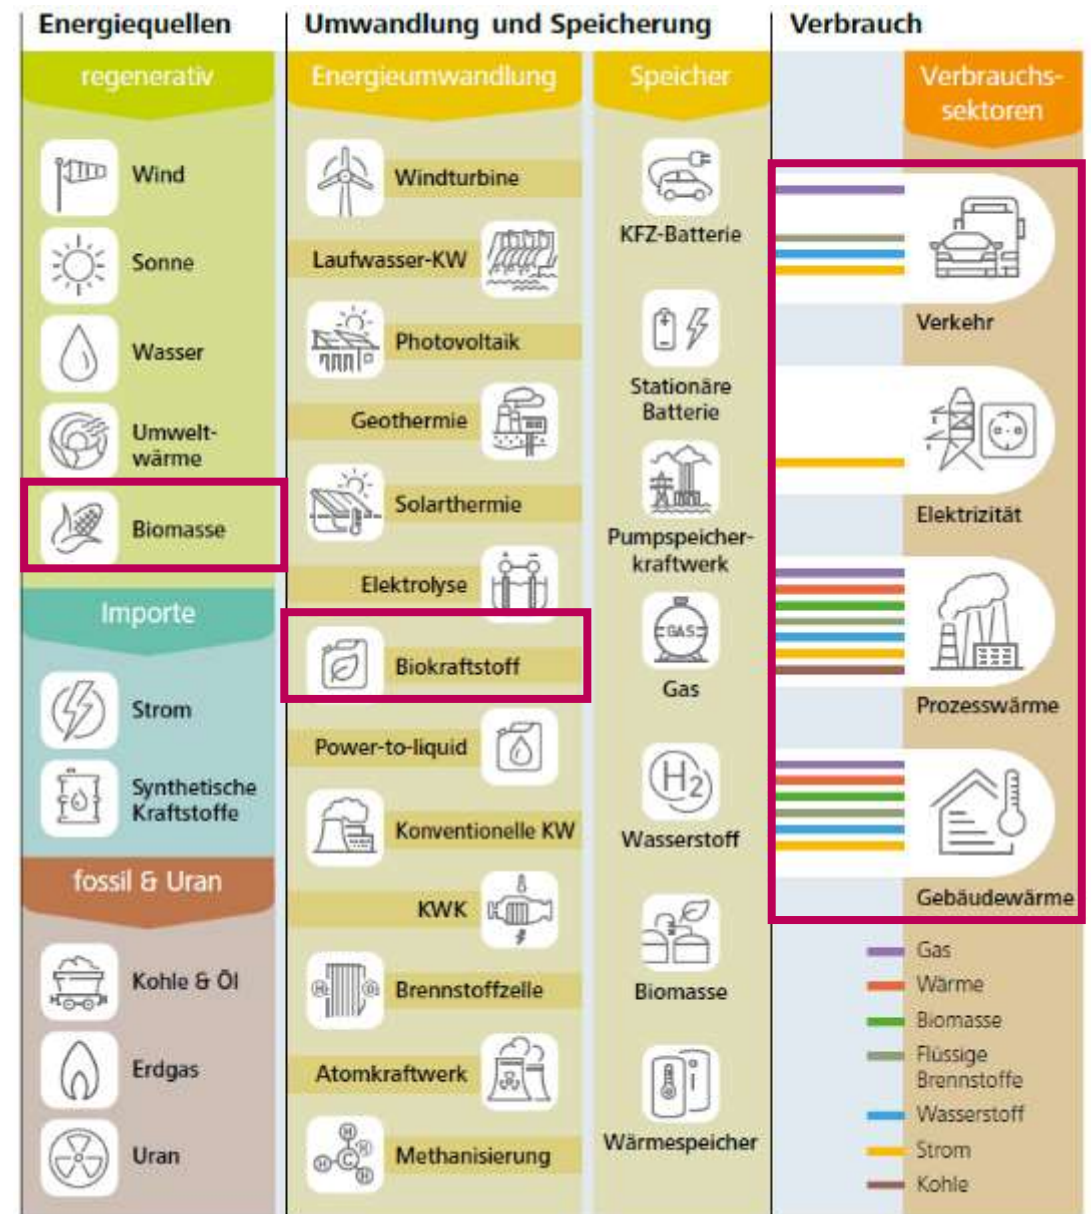 Energiequellen
regenerativ
Wind
Sonne
Wasser
Umwelt-
wärme
Biomasse
Importe
Strom
Synthetische
Kraftstoffe
fossil & Uran
Kohle & Öl
Erdgas
Uran
Umwandlung und Speicherung
Energieumwandlung
Windturbine
Laufwasser-KW
Photovoltaik
Geothermie
Solarthermie
Elektrolyse
Biokraftstoff
Power-to-liquid
Konventionelle KW
KWK
Brennstoffzelle
Atomkraftwerk
Methanisierung
Speicher
KFZ-Batterie
Stationäre
Batterie
Pumpspeicher-
kraftwerk
GAS
Gas
H2
Wasserstoff
Biomasse
Wärmespeicher
Verbrauch
Verbrauchs-
sektoren
Verkehr
Elektrizität
Prozesswärme
Gebäudewärme
Gas
Wärme
Biomasse
Flüssige
Brennstoffe
Wasserstoff
Strom
Kohle